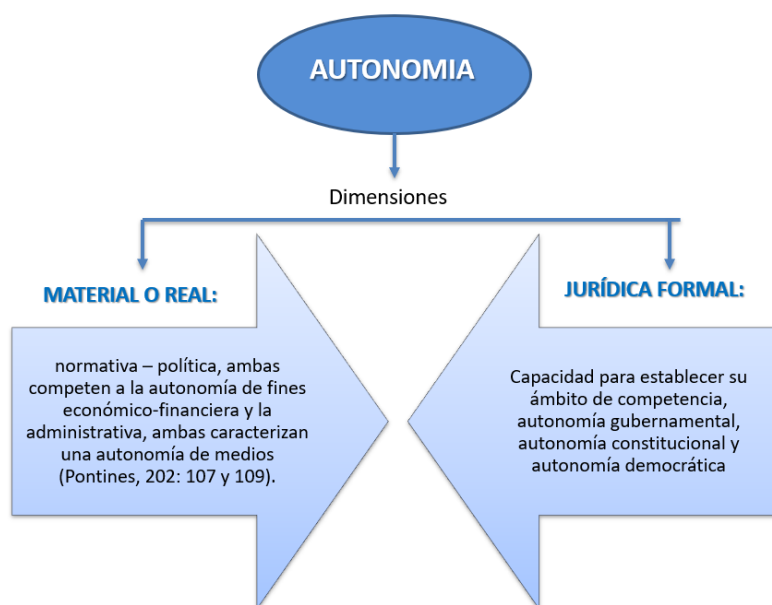 AUTONOMIA
Dimensiones
MATERIAL O REAL:
normativa – política, ambas
competen a la autonomía de fines
económico-financiera y la
administrativa, ambas caracterizan
una autonomía de medios
(Pontines, 202: 107 y 109).
JURÍDICA FORMAL:
Capacidad para establecer su
ámbito de competencia,
autonomía gubernamental,
autonomía constitucional y
autonomía democrática